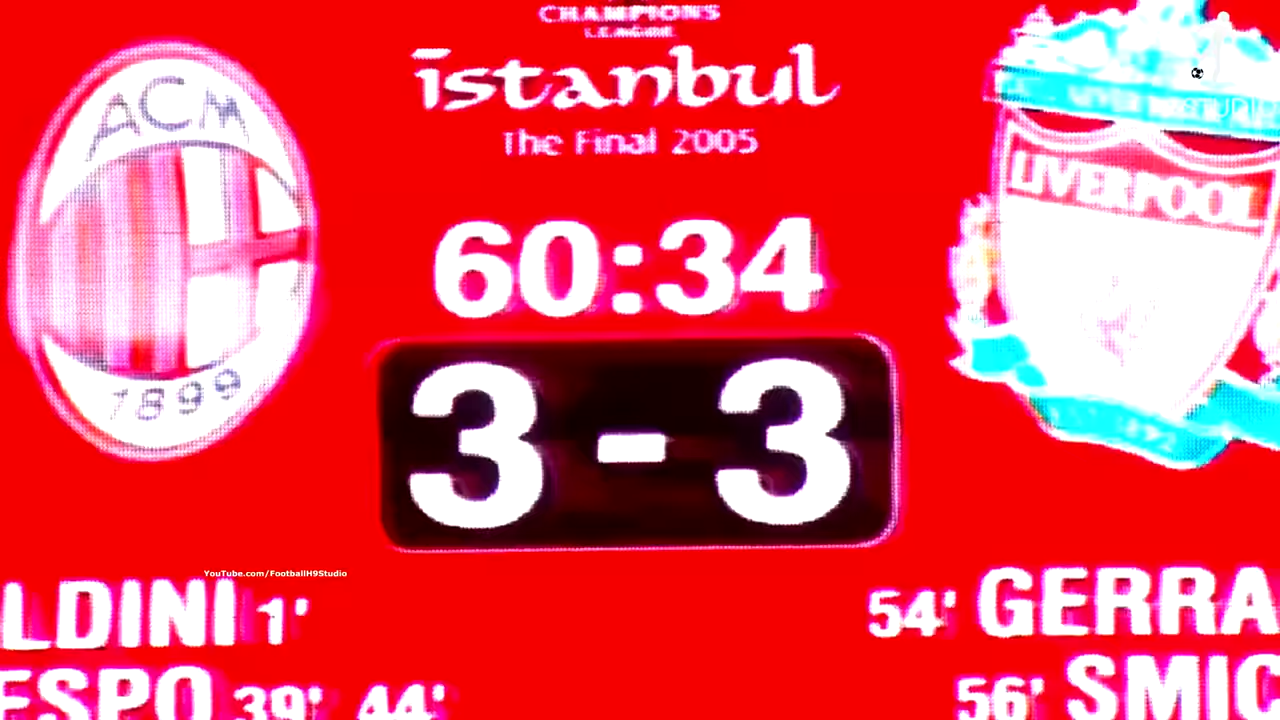 CHAMPIONS
LEAGUE
istanbul
The Final 2005
ACM
1899
LIVERPOOL
60:34
3 - 3
YouTube.com/FootballH9Studio
LDINI 1'
ESPO 39' 44'
54' GERRA
56' SMIC